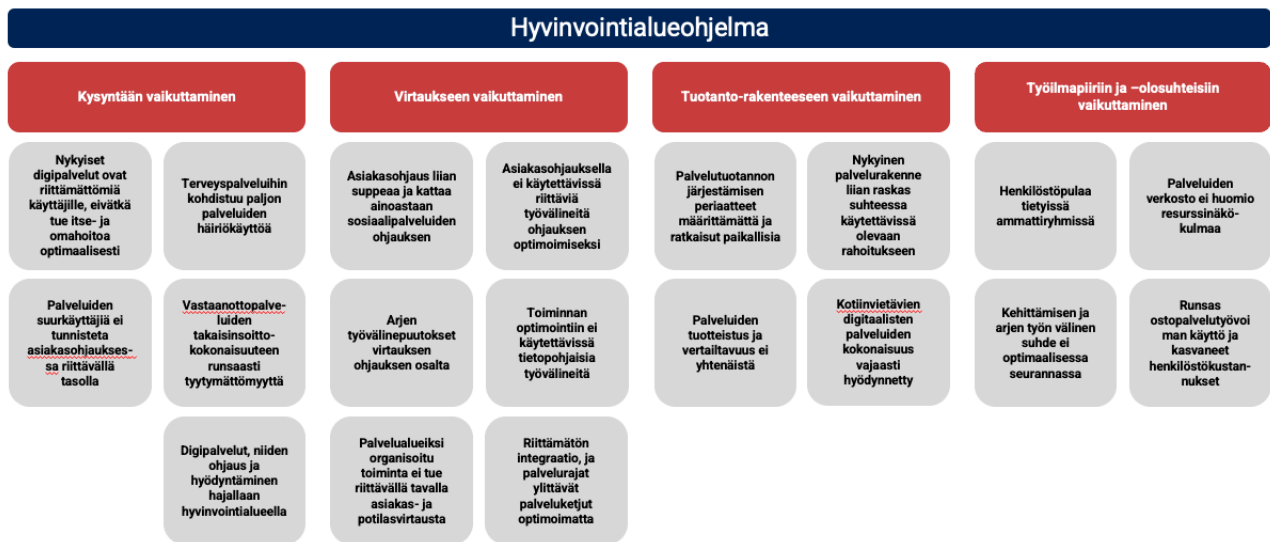 Hyvinvointialueohjelma
Kysyntään vaikuttaminen
Nykyiset
digipalvelut ovat
riittämättömiä
käyttäjille, eivätkä
tue itse- ja
omahoitoa
optimaalisesti
Terveyspalveluihin
kohdistuu paljon
palveluiden
häiriökäyttöä
Palveluiden
suurkäyttäjiä ei
tunnisteta
asiakasohjaukses-
sa riittävällä
tasolla
Vastaanottopalve-
luiden
takaisinsoitto-
kokonaisuuteen
runsaasti
tyytymättömyyttä
Digipalvelut, niiden
ohjaus ja
hyödyntäminen
hajallaan
hyvinvointialueella
Virtaukseen vaikuttaminen
Asiakasohjaus liian
suppeaa ja kattaa
ainoastaan
sosiaalipalveluiden
ohjauksen
Asiakasohjauksella
ei käytettävissä
riittäviä
työvälineitä
ohjauksen
optimoimiseksi
Arjen
työvälinepuutokset
virtauksen
ohjauksen osalta
Toiminnan
optimointiin ei
käytettävissä
tietopohjaisia
työvälineitä
Palvelualueiksi
organisoitu
toiminta ei tue
riittävällä tavalla
asiakas- ja
potilasvirtausta
Riittämätön
integraatio, ja
palvelurajat
ylittävät
palveluketjut
optimoimatta
Tuotanto-rakenteeseen vaikuttaminen
Palvelutuotannon
järjestämisen
periaatteet
määrittämättä ja
ratkaisut paikallisia
Nykyinen
palvelurakenne
liian raskas
suhteessa
käytettävissä
olevaan
rahoitukseen
Palveluiden
tuotteistus ja
vertailtavuus ei
yhtenäistä
Kotiinvietävien
digitaalisten
palveluiden
kokonaisuus
vajaasti
hyödynnetty
Työilmapiiriin ja –olosuhteisiin
vaikuttaminen
Henkilöstöpulaa
tietyissä
ammattiryhmissä
Palveluiden
verkosto ei huomio
resurssinäkö-
kulmaa
Kehittämisen ja
arjen työn välinen
suhde ei
optimaalisessa
seurannassa
Runsas
ostopalvelutyövoi
man käyttö ja
kasvaneet
henkilöstökustan-
nukset